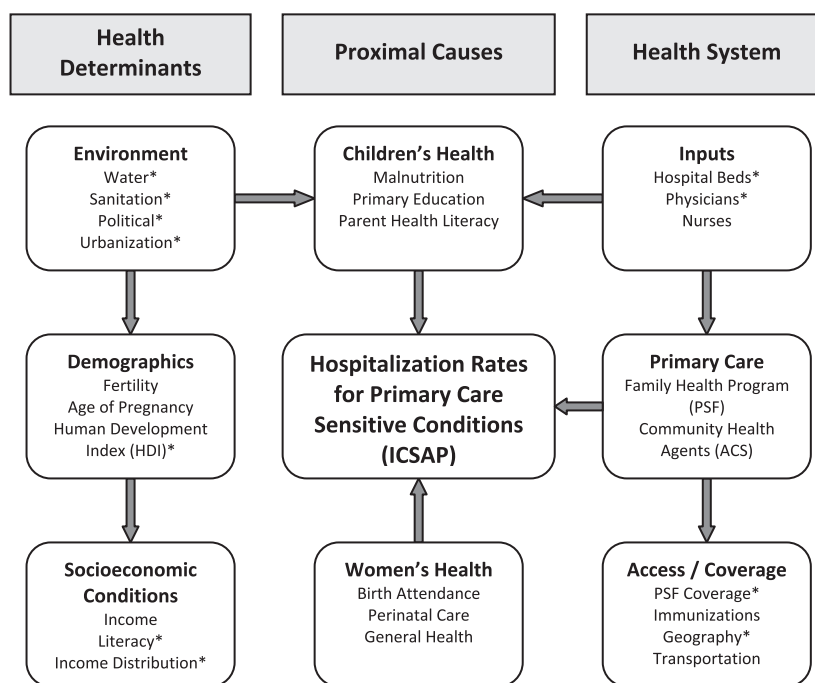 Health
Determinants
Proximal Causes
Health System
Environment
Water*
Sanitation*
Political*
Urbanization*
Children's Health
Malnutrition
Primary Education
Parent Health Literacy
Inputs
Hospital Beds*
Physicians*
Nurses
Demographics
Fertility
Age of Pregnancy
Human Development
Index (HDI)*
Hospitalization Rates
for Primary Care
Sensitive Conditions
(ICSAP)
Primary Care
Family Health Program
(PSF)
Community Health
Agents (ACS)
Socioeconomic
Conditions
Income
Literacy*
Income Distribution*
Women's Health
Birth Attendance
Perinatal Care
General Health
Access / Coverage
PSF Coverage*
Immunizations
Geography*
Transportation